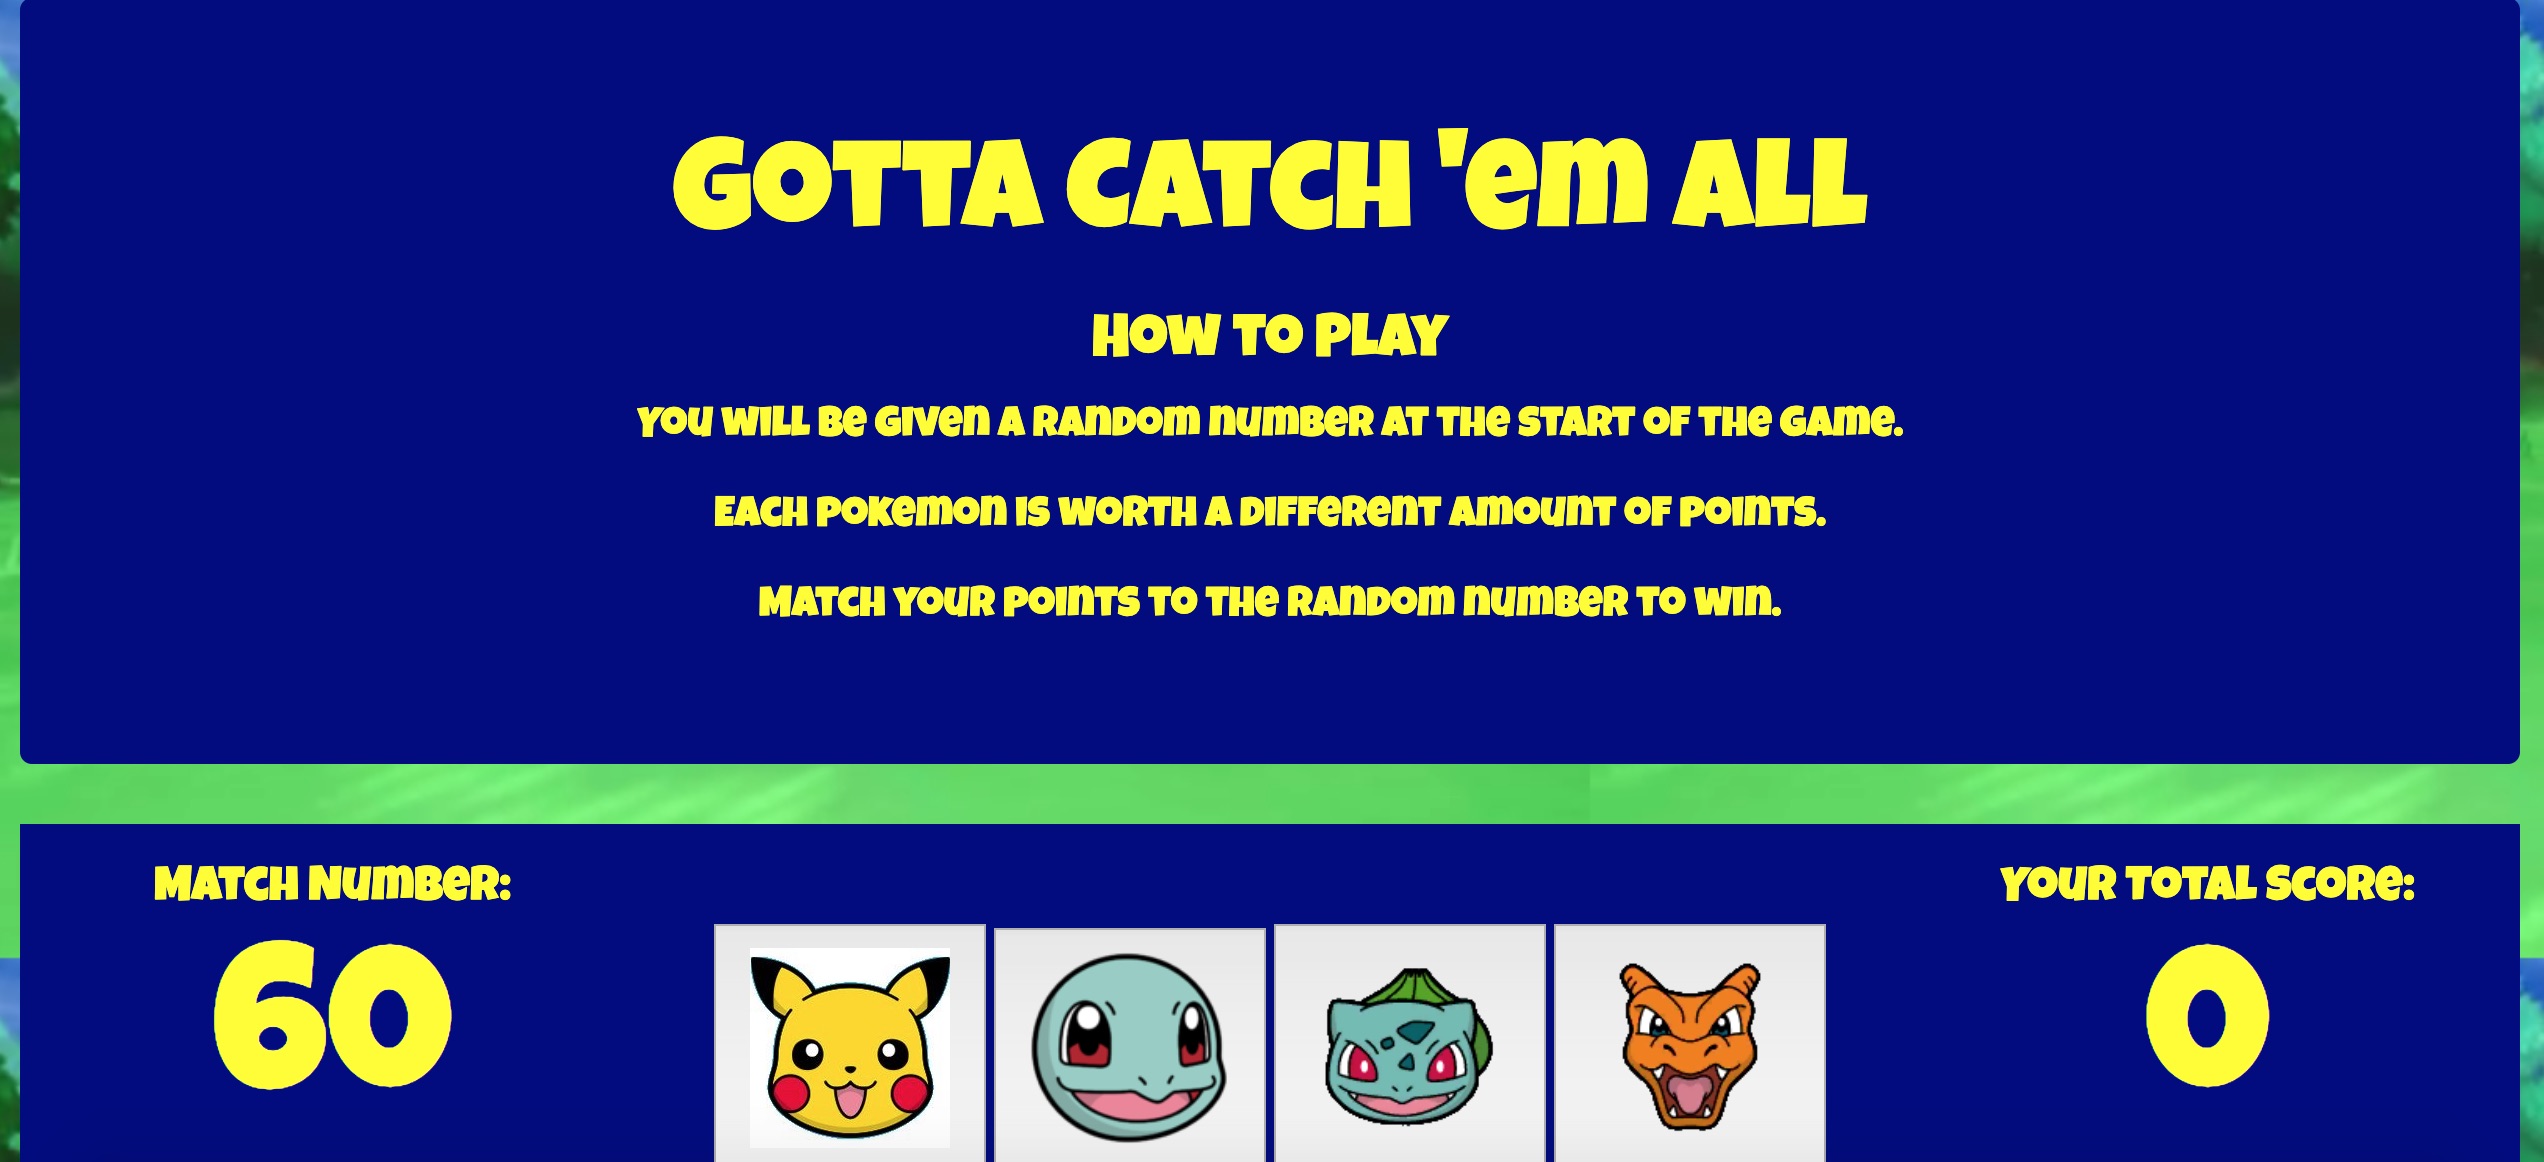 GOTTA CATCH 'EM ALL
HOW TO PLAY
You will be given a random number at the start of the game.
Each pokemon is worth a different amount of points.
Match your points to the random number to win.
Match Number:
Your total score:
60
0